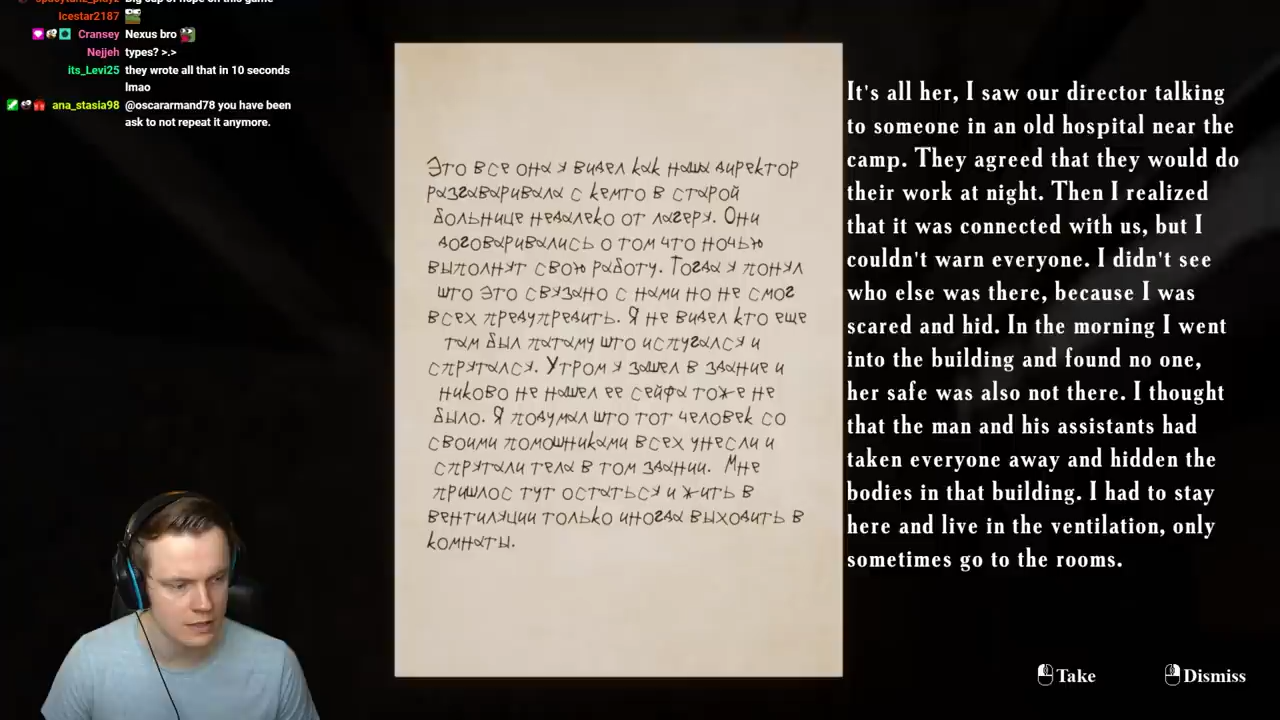 Big cup of nope on this game
Icestar2187
Cransey Nexus bro
Nejjeh types? >.>
its_Levi25 they wrote all that in 10 seconds
lmao
ana_stasia98 @oscararmand78 you have been
ask to not repeat it anymore.
Это все она я видел как наша директор
разгаваривала с кемто в старой
больнице недалеко от лагеря. Они
договаривались о том что ночью
выполнят свою работу. Тогда я понял
што это связано с нами но не смог
всех предупредить. Я не видел кто еще
там был патаму што испугался и
спрятался. Утром я зашел в здание и
никово не нашел ее сейфа тоже не
было. Я подумал што тот человек со
своими помошниками всех унесли и
спрятали тела в том здании. Мне
пришлос тут остаться и жить в
вентиляции только иногда выходить в
комнаты.
It's all her, I saw our director talking
to someone in an old hospital near the
camp. They agreed that they would do
their work at night. Then I realized
that it was connected with us, but I
couldn't warn everyone. I didn't see
who else was there, because I was
scared and hid. In the morning I went
into the building and found no one,
her safe was also not there. I thought
that the man and his assistants had
taken everyone away and hidden the
bodies in that building. I had to stay
here and live in the ventilation, only
sometimes go to the rooms.
Take Dismiss